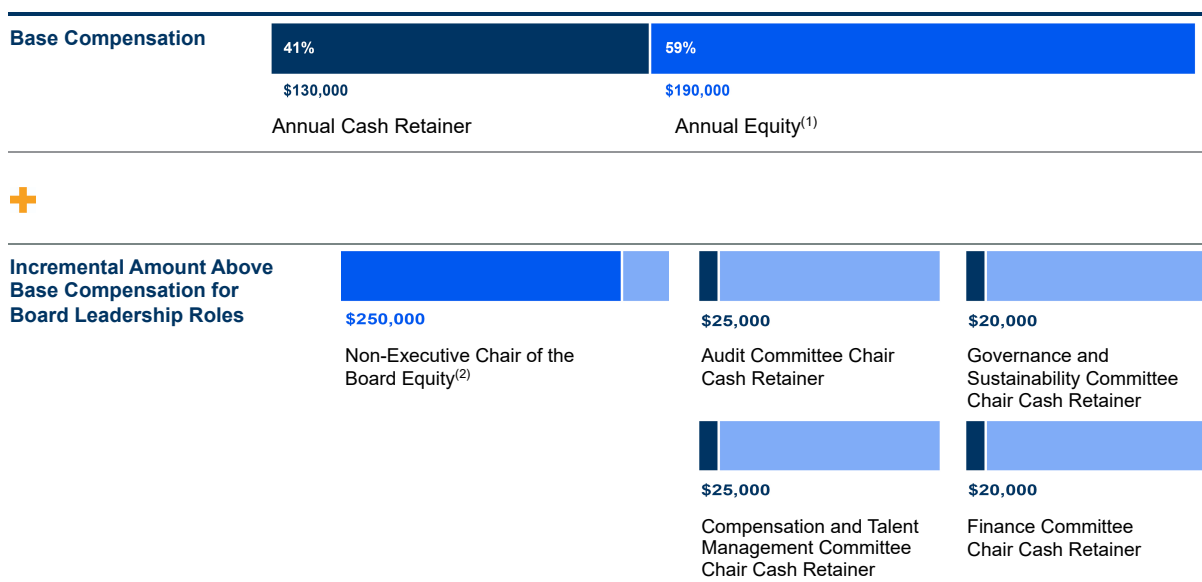 Base Compensation
41%
59%
$130,000
$190,000
Annual Cash Retainer
Annual Equity(1)
Incremental Amount Above
Base Compensation for
Board Leadership Roles
$250,000
Non-Executive Chair of the
Board Equity(2)
$25,000
Audit Committee Chair
Cash Retainer
$20,000
Governance and
Sustainability Committee
Chair Cash Retainer
$25,000
Compensation and Talent
Management Committee
Chair Cash Retainer
$20,000
Finance Committee
Chair Cash Retainer